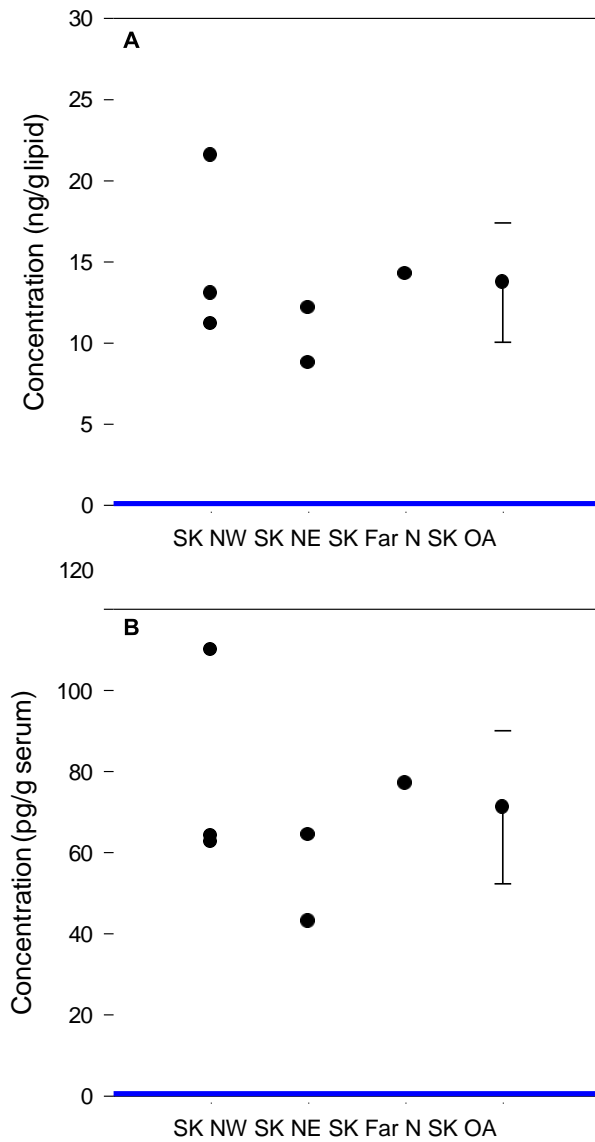 30
A
25
20
15
10
5
0
Concentration (ng/g lipid)
SK NW SK NE SK Far N SK OA
120
B
100
80
60
40
20
0
Concentration (pg/g serum)
SK NW SK NE SK Far N SK OA